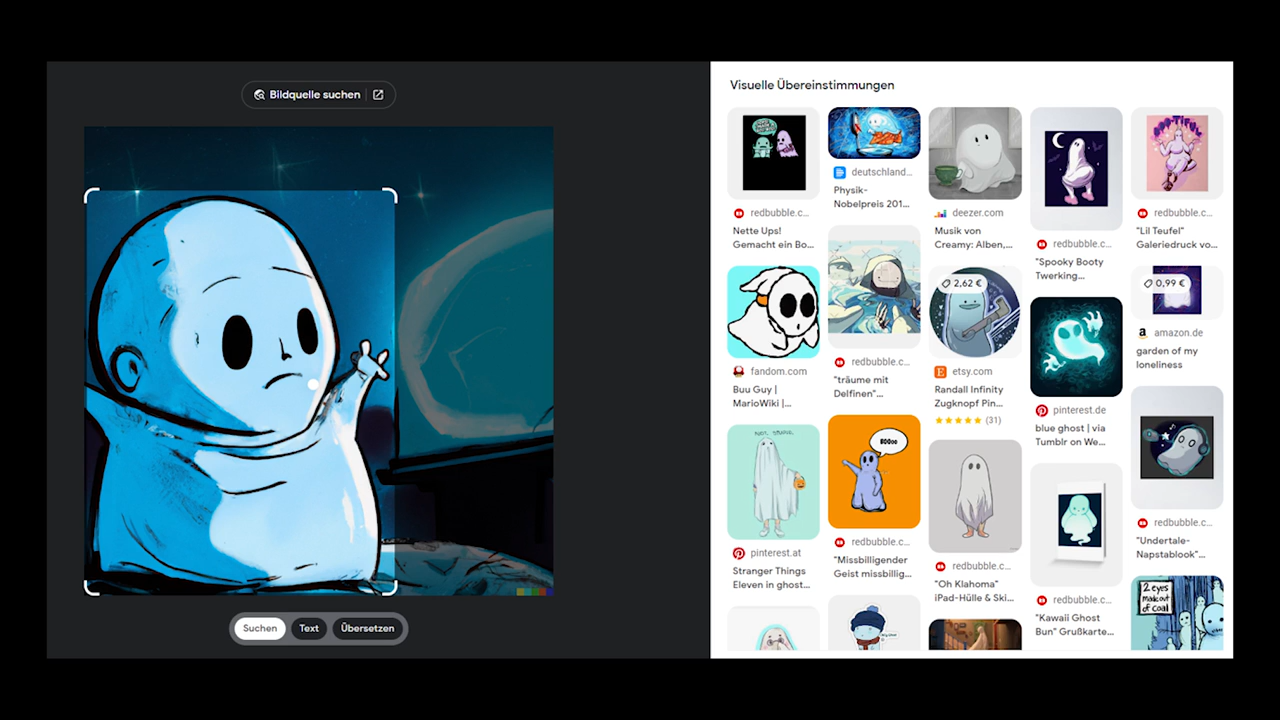 Bildquelle suchen
Suchen
Text
Übersetzen
Visuelle Übereinstimmungen
redbubble.c...
Nette Ups!
Gemacht ein Bo...
fandom.com
Buu Guy |
MarioWiki |...
pinterest.at
Stranger Things
Eleven in ghost...
deutschland...
Physik-
Nobelpreis 201...
redbubble.c...
"träume mit
Delfinen"...
BOOoo
redbubble.c...
"Missbilligender
Geist missbillig...
deezer.com
Musik von
Creamy: Alben,...
2,62 €
etsy.com
Randall Infinity
Zugknopf Pin...
(31)
redbubble.c...
"Oh Klahoma"
iPad-Hülle & Ski...
redbubble.c...
"Spooky Booty
Twerking...
pinterest.de
blue ghost | via
Tumblr on We...
redbubble.c...
"Kawaii Ghost
Bun" Grußkarte...
redbubble.c...
"Lil Teufel"
Galeriedruck vo...
0,99 €
amazon.de
garden of my
loneliness
redbubble.c...
"Undertale-
Napstablook"...
2 eyes
made out
of coal